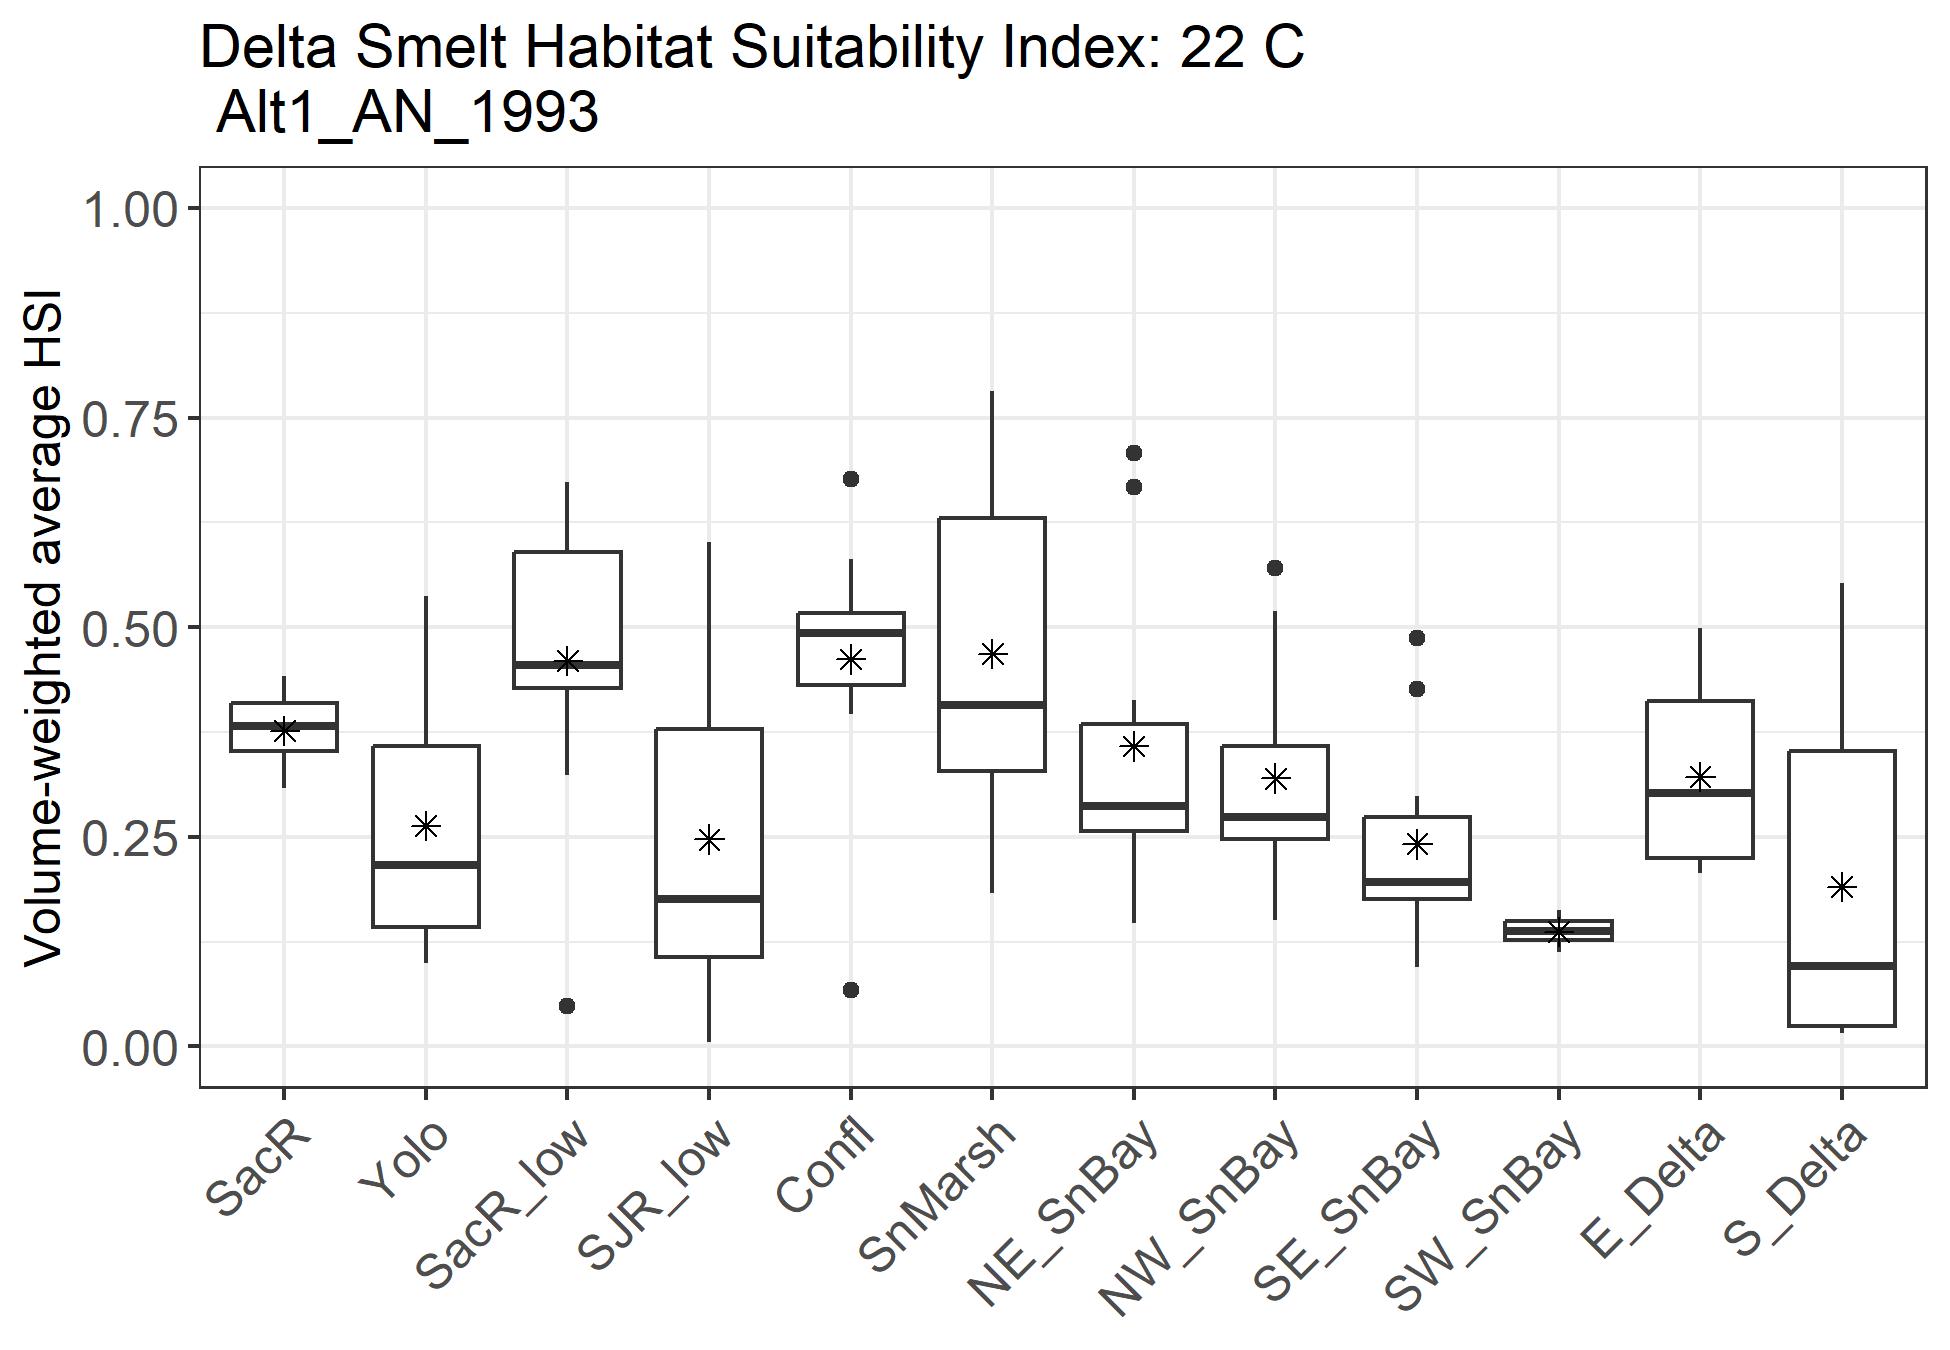 Delta Smelt Habitat Suitability Index: 22 C
Alt1_AN_1993
Volume-weighted average HSI
1.00
0.75
0.50
0.25
0.00
SacR
Yolo
SacR_low
SJR_low
Confl
SnMarsh
NE_SnBay
NW_SnBay
SE_SnBay
SW_SnBay
E_Delta
S_Delta